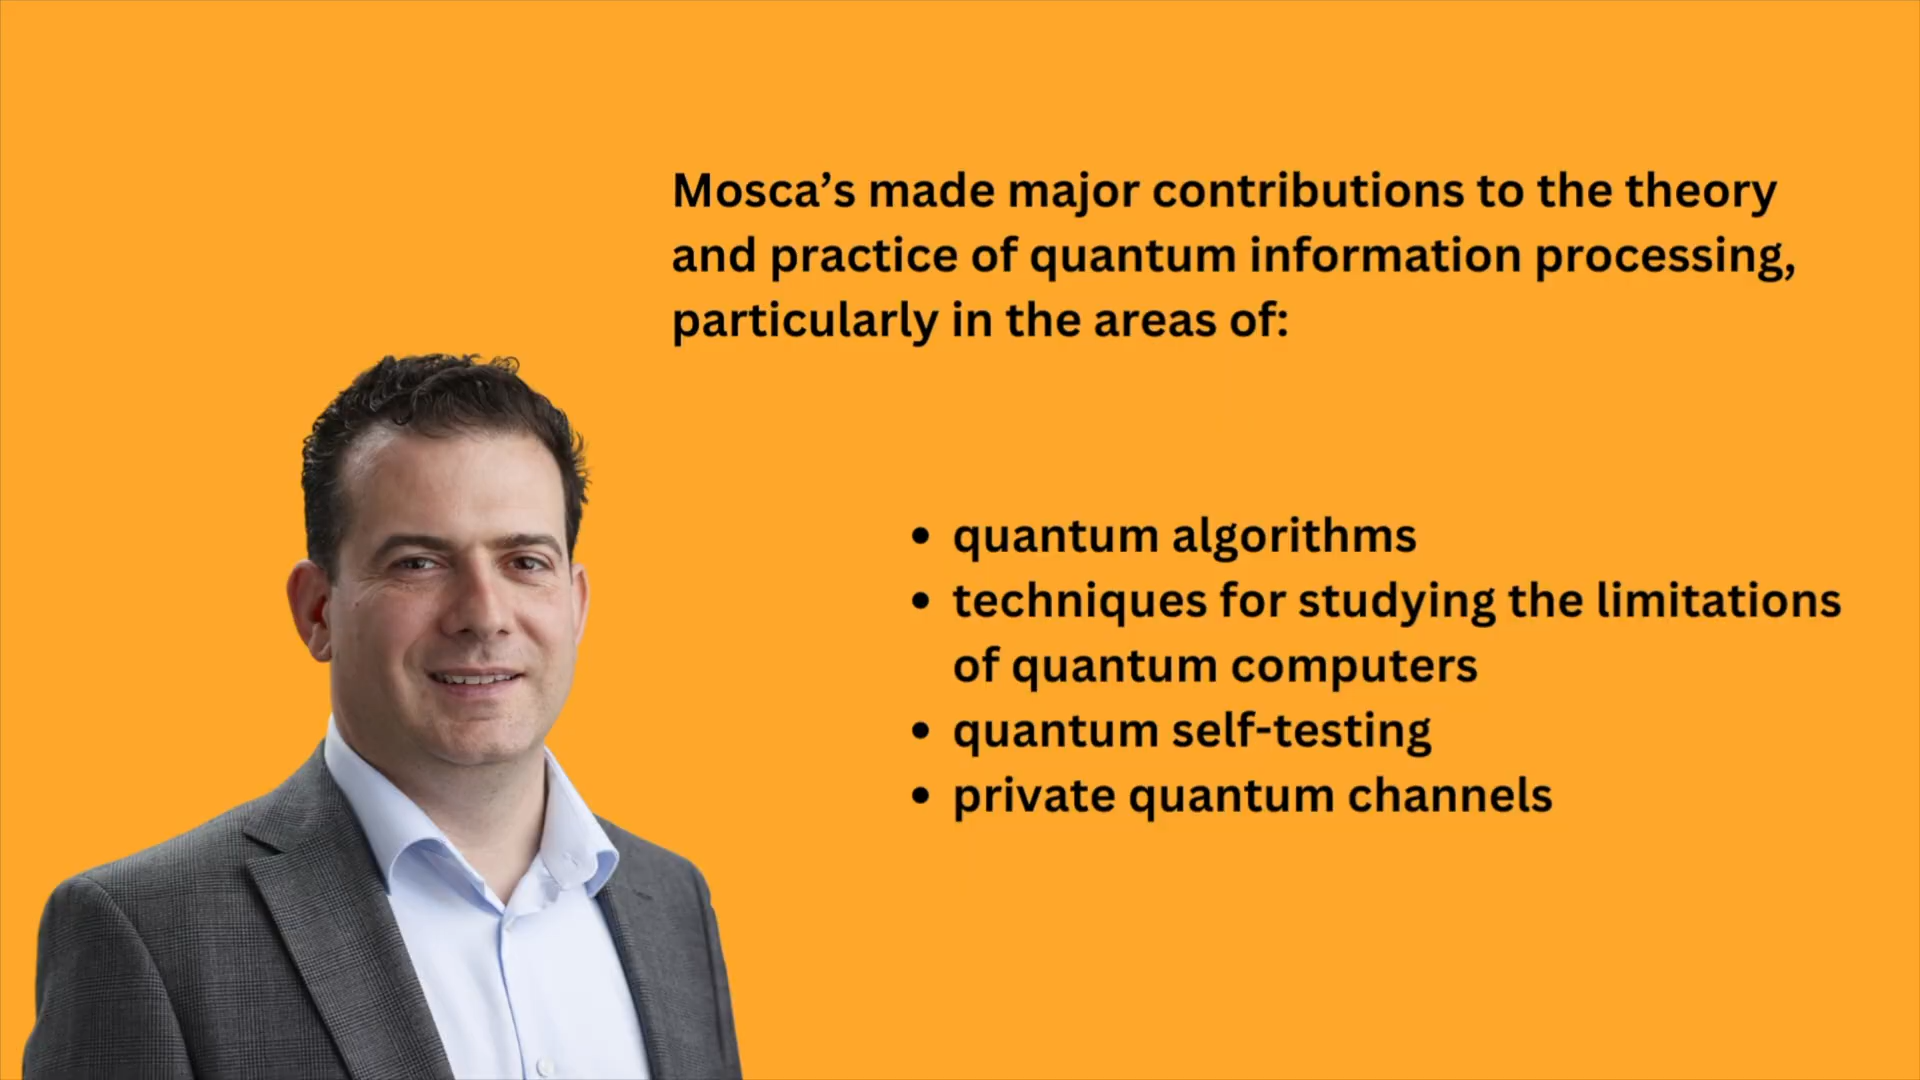 Mosca’s made major contributions to the theory
and practice of quantum information processing,
particularly in the areas of:
• quantum algorithms
• techniques for studying the limitations
of quantum computers
• quantum self-testing
• private quantum channels